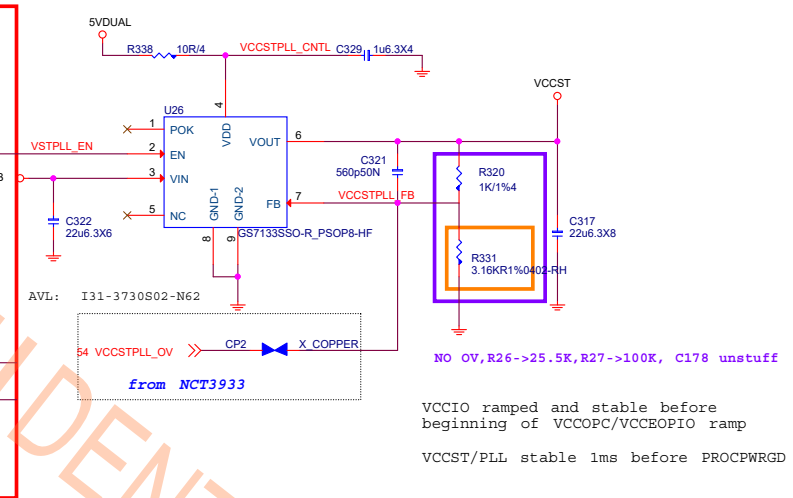 5VDUAL
R338
10R/4
VCCSTPLL_CNTL
C329
1u6.3X4
VCCST
U26
4
1
POK
VDD
VOUT
6
VSTPLL_EN
2
EN
3
VIN
C321
560p50N
R320
1K/1%4
VCCSTPLL_FB
FB
7
5
NC
GND-1
GND-2
8
9
GS7133SSO-R_PSOP8-HF
C322
22u6.3X6
C317
22u6.3X8
R331
3.16KR1%0402-RH
AVL: I31-3730S02-N62
54 VCCSTPLL_OV
CP2
X_COPPER
from NCT3933
NO OV,R26->25.5K,R27->100K, C178 unstuff
VCCIO ramped and stable before
beginning of VCCOPC/VCCEOPIO ramp
VCCST/PLL stable 1ms before PROCPWRGD